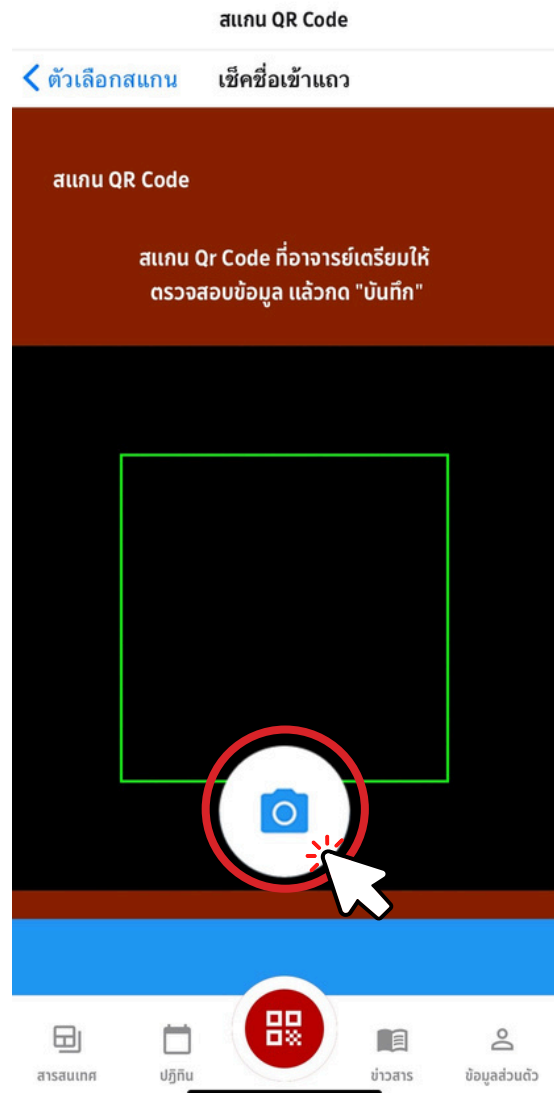 สแกน QR Code
ตัวเลือกสแกน เช็คชื่อเข้าแถว
สแกน QR Code
สแกน Qr Code ที่อาจารย์เตรียมให้
ตรวจสอบข้อมูล แล้วกด "บันทึก"
สารสนเทศ ปฏิทิน ข่าวสาร ข้อมูลส่วนตัว